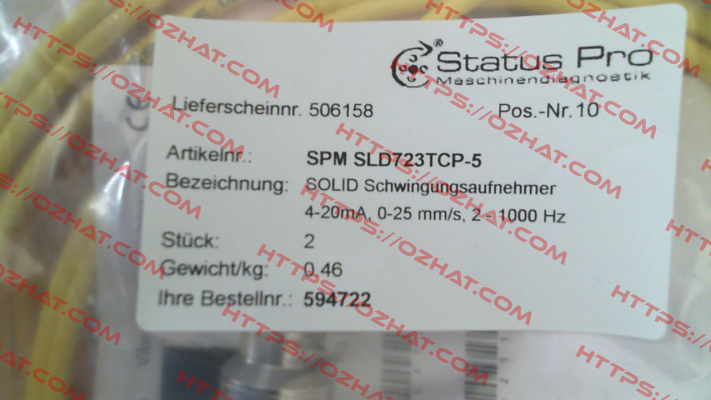 Status Pro
Maschinendiagnostik
Lieferscheinnr. 506158 Pos.-Nr.10
Artikelnr.: SPM SLD723TCP-5
Bezeichnung: SOLID Schwingungsaufnehmer
4-20mA, 0-25 mm/s, 2 - 1000 Hz
Stück: 2
Gewicht/kg: 0.46
Ihre Bestellnr.: 594722
HTTPS://OZHAT.COM